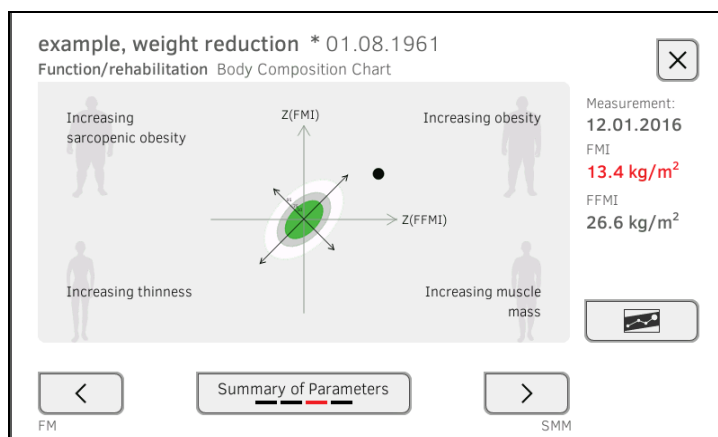 example, weight reduction * 01.08.1961
Function/rehabilitation Body Composition Chart
Increasing
sarcopenic obesity
Z(FMI)
Increasing obesity
Z(FFMI)
Increasing thinness
Increasing muscle
mass
Measurement:
12.01.2016
FMI
13.4 kg/m²
FFMI
26.6 kg/m²
Summary of Parameters
FM
SMM